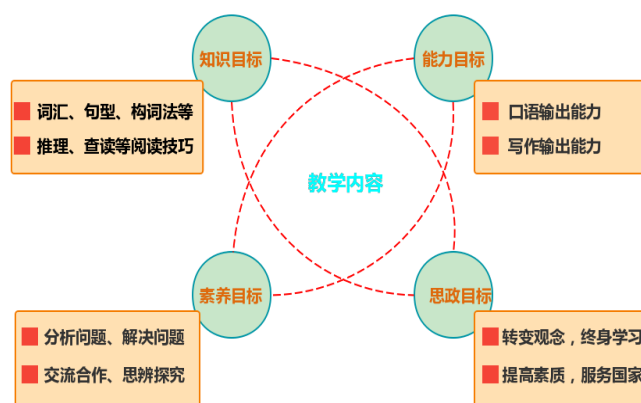 知识目标
能力目标
词汇、句型、构词法等
推理、查读等阅读技巧
口语输出能力
写作输出能力
教学内容
素养目标
思政目标
分析问题、解决问题
交流合作、思辨探究
转变观念，终身学习
提高素质，服务国家